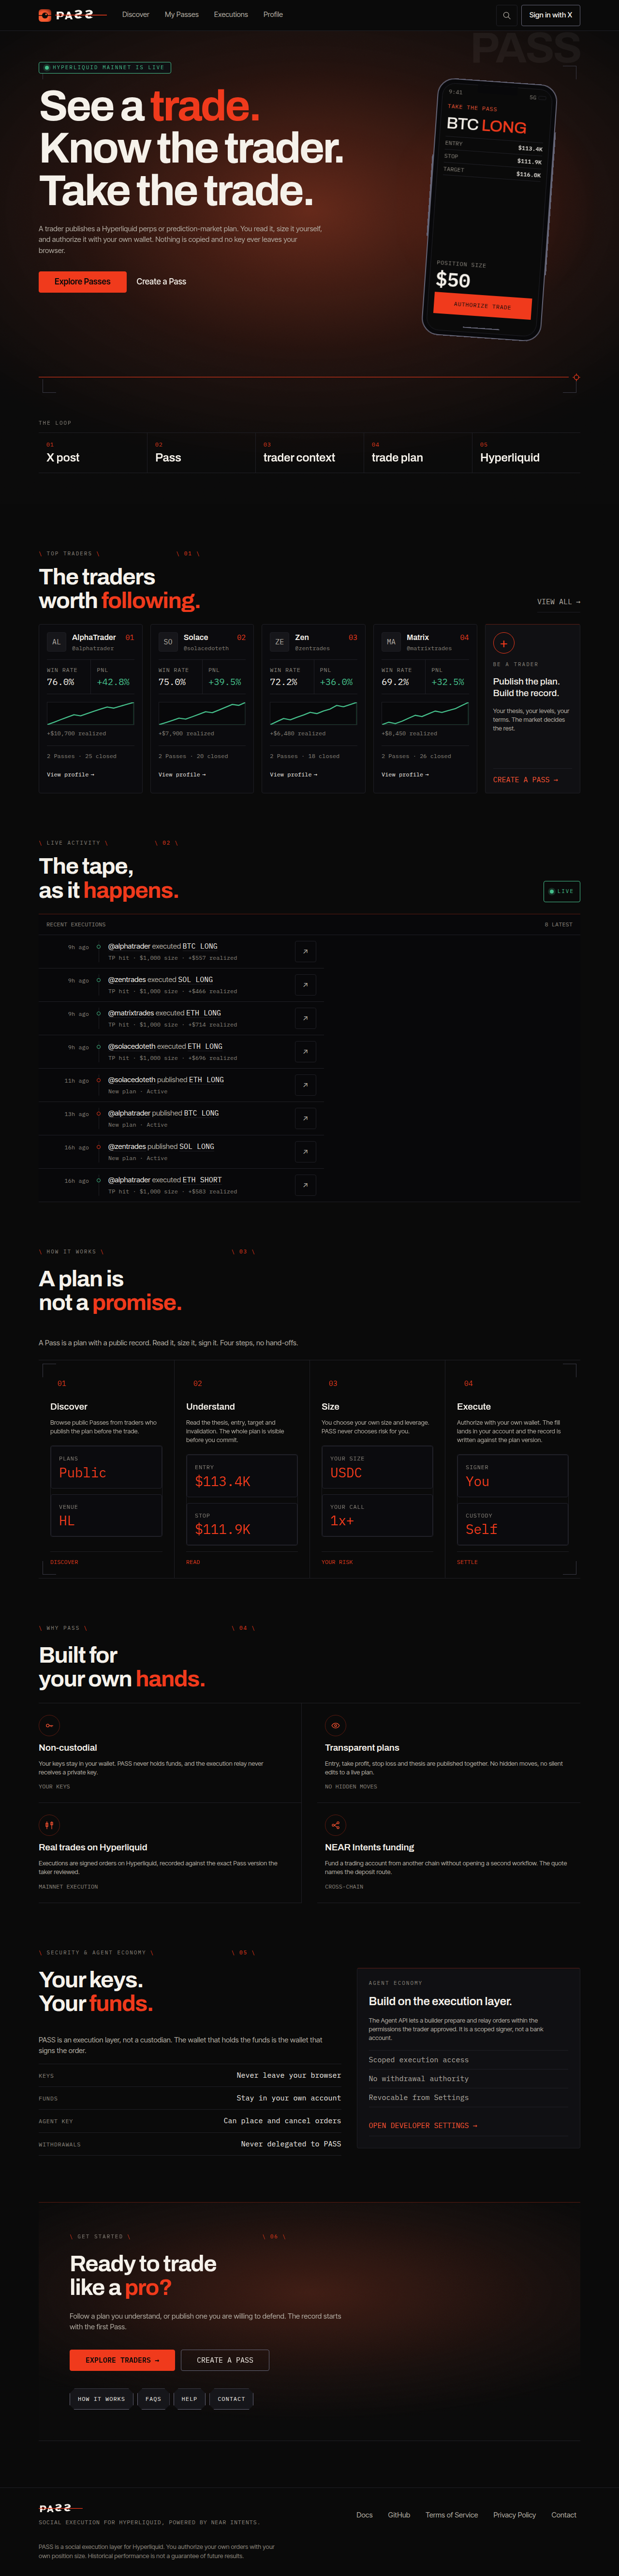 PASS
Discover
My Passes
Executions
Profile
Sign in with X
PASS
HYPERLIQUID MAINNET IS LIVE
See a trade.
Know the trader.
Take the trade.
A trader publishes a Hyperliquid perps or prediction-market plan. You read it, size it yourself,
and authorize it with your own wallet. Nothing is copied and no key ever leaves your
browser.
Explore Passes
Create a Pass
9:41
5G
TAKE THE PASS
BTC LONG
ENTRY
$113.4K
STOP
$111.9K
TARGET
$116.0K
POSITION SIZE
$50
AUTHORIZE TRADE
THE LOOP
01
X post
02
Pass
03
trader context
04
trade plan
05
Hyperliquid
\ TOP TRADERS \
\ 01 \
The traders
worth following.
VIEW ALL →
AL
AlphaTrader
01
@alphatrader
WIN RATE
76.0%
PNL
+42.8%
+$10,700 realized
2 Passes · 25 closed
View profile →
SO
Solace
02
@solacedoteth
WIN RATE
75.0%
PNL
+39.5%
+$7,900 realized
2 Passes · 20 closed
View profile →
ZE
Zen
03
@zentrades
WIN RATE
72.2%
PNL
+36.0%
+$6,480 realized
2 Passes · 18 closed
View profile →
MA
Matrix
04
@matrixtrades
WIN RATE
69.2%
PNL
+32.5%
+$8,450 realized
2 Passes · 26 closed
View profile →
BE A TRADER
Publish the plan.
Build the record.
Your thesis, your levels, your
terms. The market decides
the rest.
CREATE A PASS →
\ LIVE ACTIVITY \
\ 02 \
The tape,
as it happens.
LIVE
RECENT EXECUTIONS
8 LATEST
9h ago
@alphatrader executed BTC LONG
TP hit · $1,000 size · +$557 realized
9h ago
@zentrades executed SOL LONG
TP hit · $1,000 size · +$466 realized
9h ago
@matrixtrades executed ETH LONG
TP hit · $1,000 size · +$714 realized
9h ago
@solacedoteth executed ETH LONG
TP hit · $1,000 size · +$696 realized
11h ago
@solacedoteth published ETH LONG
New plan · Active
13h ago
@alphatrader published BTC LONG
New plan · Active
16h ago
@zentrades published SOL LONG
New plan · Active
16h ago
@alphatrader executed ETH SHORT
TP hit · $1,000 size · +$583 realized
\ HOW IT WORKS \
\ 03 \
A plan is
not a promise.
A Pass is a plan with a public record. Read it, size it, sign it. Four steps, no hand-offs.
01
Discover
Browse public Passes from traders who
publish the plan before the trade.
PLANS
Public
VENUE
HL
DISCOVER
02
Understand
Read the thesis, entry, target and
invalidation. The whole plan is visible
before you commit.
ENTRY
$113.4K
STOP
$111.9K
READ
03
Size
You choose your own size and leverage.
PASS never chooses risk for you.
YOUR SIZE
USDC
YOUR CALL
1x+
YOUR RISK
04
Execute
Authorize with your own wallet. The fill
lands in your account and the record is
written against the plan version.
SIGNER
You
CUSTODY
Self
SETTLE
\ WHY PASS \
\ 04 \
Built for
your own hands.
Non-custodial
Your keys stay in your wallet. PASS never holds funds, and the execution relay never
receives a private key.
YOUR KEYS
Transparent plans
Entry, take profit, stop loss and thesis are published together. No hidden moves, no silent
edits to a live plan.
NO HIDDEN MOVES
Real trades on Hyperliquid
Executions are signed orders on Hyperliquid, recorded against the exact Pass version the
taker reviewed.
MAINNET EXECUTION
NEAR Intents funding
Fund a trading account from another chain without opening a second workflow. The quote
names the deposit route.
CROSS-CHAIN
\ SECURITY & AGENT ECONOMY \
\ 05 \
Your keys.
Your funds.
PASS is an execution layer, not a custodian. The wallet that holds the funds is the wallet that
signs the order.
KEYS
Never leave your browser
FUNDS
Stay in your own account
AGENT KEY
Can place and cancel orders
WITHDRAWALS
Never delegated to PASS
AGENT ECONOMY
Build on the execution layer.
The Agent API lets a builder prepare and relay orders within the
permissions the trader approved. It is a scoped signer, not a bank
account.
Scoped execution access
No withdrawal authority
Revocable from Settings
OPEN DEVELOPER SETTINGS →
\ GET STARTED \
\ 06 \
Ready to trade
like a pro?
Follow a plan you understand, or publish one you are willing to defend. The record starts
with the first Pass.
EXPLORE TRADERS →
CREATE A PASS
HOW IT WORKS
FAQS
HELP
CONTACT
PASS
SOCIAL EXECUTION FOR HYPERLIQUID, POWERED BY NEAR INTENTS.
Docs
GitHub
Terms of Service
Privacy Policy
Contact
PASS is a social execution layer for Hyperliquid. You authorize your own orders with your
own position size. Historical performance is not a guarantee of future results.